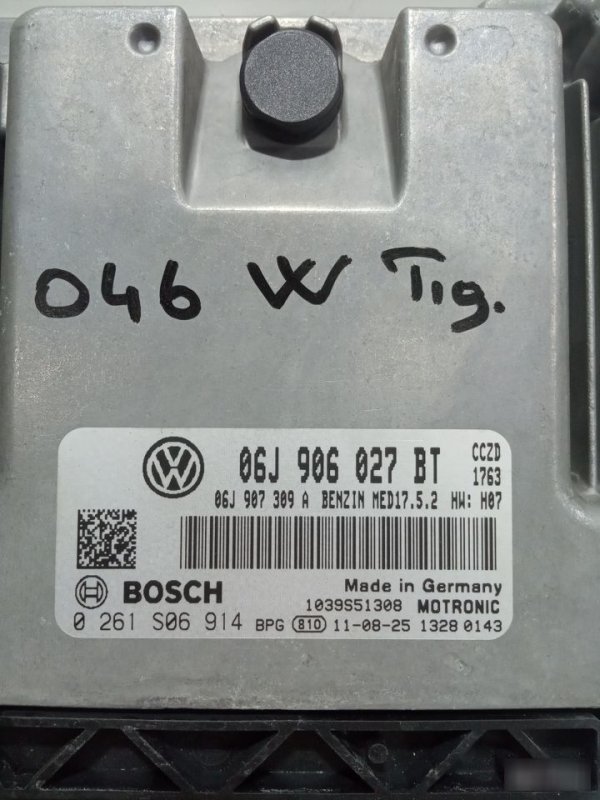 046 VW Tig.
06J 906 027 BT CCZD
1763
06J 907 309 A BENZIN MED17.5.2 HW: H07
BOSCH
Made in Germany
1039S51308 MOTRONIC
0 261 S06 914 BPG 810 11-08-25 1328 0143